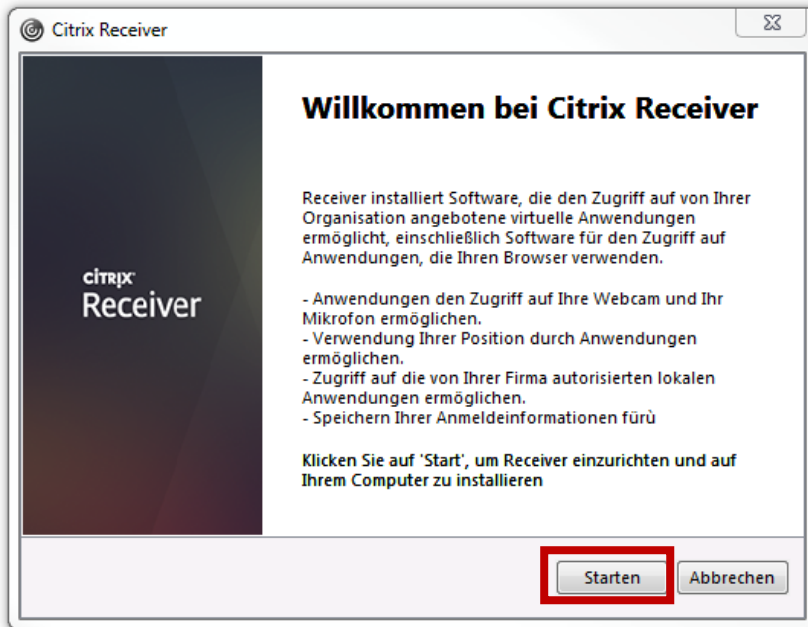 Citrix Receiver
Willkommen bei Citrix Receiver
Receiver installiert Software, die den Zugriff auf von Ihrer
Organisation angebotene virtuelle Anwendungen
ermöglicht, einschließlich Software für den Zugriff auf
Anwendungen, die Ihren Browser verwenden.
- Anwendungen den Zugriff auf Ihre Webcam und Ihr
Mikrofon ermöglichen.
- Verwendung Ihrer Position durch Anwendungen
ermöglichen.
- Zugriff auf die von Ihrer Firma autorisierten lokalen
Anwendungen ermöglichen.
- Speichern Ihrer Anmeldeinformationen fürù
Klicken Sie auf 'Start', um Receiver einzurichten und auf
Ihrem Computer zu installieren
CİTRIX
Receiver
Starten
Abbrechen